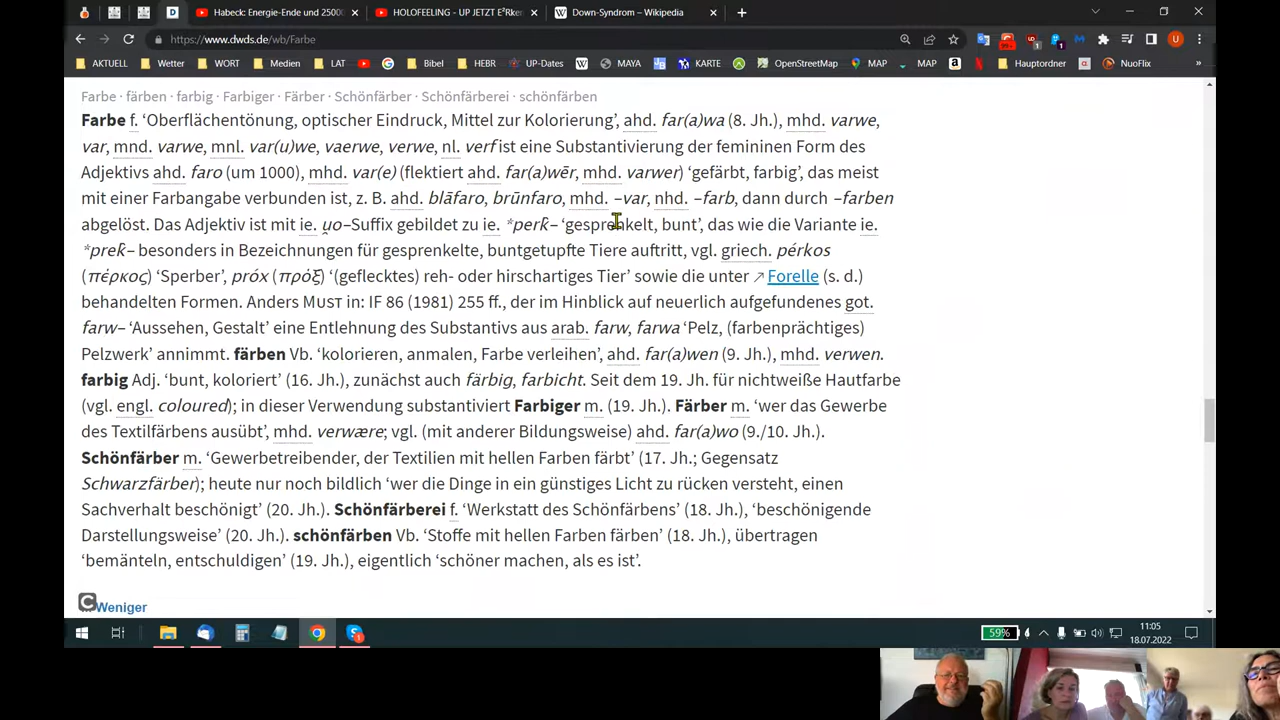 Habeck: Energie-Ende und 25000
HOLOFEELING - UP JETZT E²Rker
Down-Syndrom – Wikipedia
https://www.dwds.de/wb/Farbe
AKTUELL Wetter WORT Medien LAT Bibel HEBR UP-Dates MAYA KARTE OpenStreetMap MAP MAP Hauptordner NuoFlix
Farbe · färben · farbig · Farbiger · Färber · Schönfärber · Schönfärberei · schönfärben
Farbe f. ‘Oberflächentönung, optischer Eindruck, Mittel zur Kolorierung’, ahd. far(a)wa (8. Jh.), mhd. varwe,
var, mnd. varwe, mnl. var(u)we, vaerwe, verwe, nl. verf ist eine Substantivierung der femininen Form des
Adjektivs ahd. faro (um 1000), mhd. var(e) (flektiert ahd. far(a)wēr, mhd. varwer) ‘gefärbt, farbig’, das meist
mit einer Farbangabe verbunden ist, z. B. ahd. blāfaro, brūnfaro, mhd. –var, nhd. –farb, dann durch –farben
abgelöst. Das Adjektiv ist mit ie. u̯o–Suffix gebildet zu ie. *perk̑– ‘gesprenkelt, bunt’, das wie die Variante ie.
*prek̑– besonders in Bezeichnungen für gesprenkelte, buntgetupfte Tiere auftritt, vgl. griech. pérkos
(πέρκος) ‘Sperber’, próx (πρόξ) ‘(geflecktes) reh- oder hirschartiges Tier’ sowie die unter ↗ Forelle (s. d.)
behandelten Formen. Anders Must in: IF 86 (1981) 255 ff., der im Hinblick auf neuerlich aufgefundenes got.
farw– ‘Aussehen, Gestalt’ eine Entlehnung des Substantivs aus arab. farw, farwa ‘Pelz, (farbenprächtiges)
Pelzwerk’ annimmt. färben Vb. ‘kolorieren, anmalen, Farbe verleihen’, ahd. far(a)wen (9. Jh.), mhd. verwen.
farbig Adj. ‘bunt, koloriert’ (16. Jh.), zunächst auch färbig, farbicht. Seit dem 19. Jh. für nichtweiße Hautfarbe
(vgl. engl. coloured); in dieser Verwendung substantiviert Farbiger m. (19. Jh.). Färber m. ‘wer das Gewerbe
des Textilfärbens ausübt’, mhd. verwære; vgl. (mit anderer Bildungsweise) ahd. far(a)wo (9./10. Jh.).
Schönfärber m. ‘Gewerbetreibender, der Textilien mit hellen Farben färbt’ (17. Jh.; Gegensatz
Schwarzfärber); heute nur noch bildlich ‘wer die Dinge in ein günstiges Licht zu rücken versteht, einen
Sachverhalt beschönigt’ (20. Jh.). Schönfärberei f. ‘Werkstatt des Schönfärbens’ (18. Jh.), ‘beschönigende
Darstellungsweise’ (20. Jh.). schönfärben Vb. ‘Stoffe mit hellen Farben färben’ (18. Jh.), übertragen
‘bemänteln, entschuldigen’ (19. Jh.), eigentlich ‘schöner machen, als es ist’.
Weniger
59%
11:05
18.07.2022